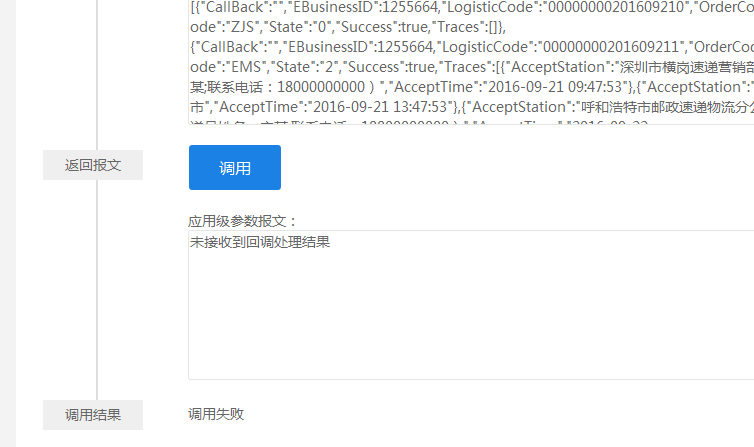 [{"CallBack":"","EBusinessID":1255664,"LogisticCode":"00000000201609210","OrderCo
ode":"ZJS","State":"0","Success":true,"Traces":[]},
{"CallBack":"","EBusinessID":1255664,"LogisticCode":"00000000201609211","OrderCo
ode":"EMS","State":"2","Success":true,"Traces":[{"AcceptStation":"深圳市横岗速递营销部
某;联系电话：18000000000）","AcceptTime":"2016-09-21 09:47:53"},{"AcceptStation":"
市","AcceptTime":"2016-09-21 13:47:53"},{"AcceptStation":"呼和浩特市邮政速递物流分公
返回报文
调用
应用级参数报文：
未接收到回调处理结果
调用结果
调用失败